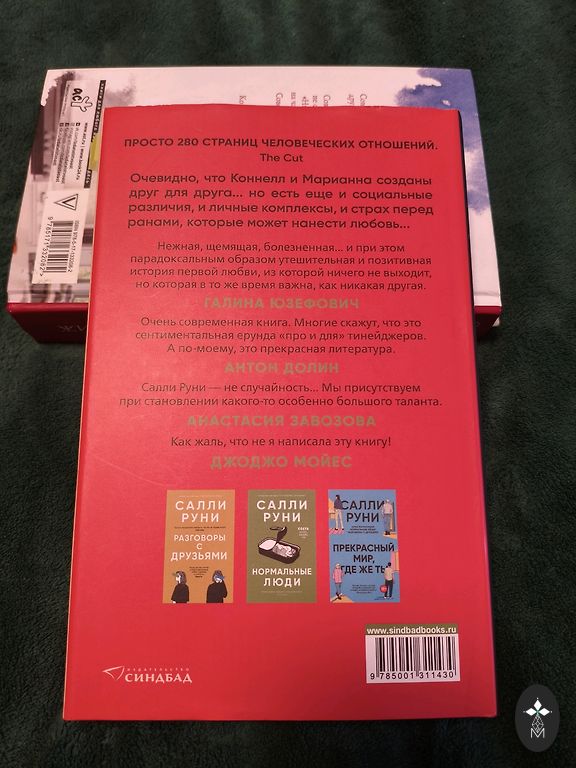 ПРОСТО 280 СТРАНИЦ ЧЕЛОВЕЧЕСКИХ ОТНОШЕНИЙ.
The Cut
Очевидно, что Коннелл и Марианна созданы
друг для друга... но есть еще и социальные
различия, и личные комплексы, и страх перед
ранами, которые может нанести любовь...
Нежная, щемящая, болезненная... и при этом
парадоксальным образом утешительная и позитивная
история первой любви, из которой ничего не выходит,
но которая в то же время важна, как никакая другая.
ГАЛИНА ЮЗЕФОВИЧ
Очень современная книга. Многие скажут, что это
сентиментальная ерунда «про и для» тинейджеров.
А по-моему, это прекрасная литература.
АНТОН ДОЛИН
Салли Руни — не случайность... Мы присутствуем
при становлении какого-то особенно большого таланта.
АНАСТАСИЯ ЗАВОЗОВА
Как жаль, что не я написала эту книгу!
ДЖОДЖО МОЙЕС
САЛЛИ
РУНИ
РАЗГОВОРЫ
С
ДРУЗЬЯМИ
САЛЛИ
РУНИ
НОРМАЛЬНЫЕ
ЛЮДИ
САЛЛИ
РУНИ
ПРЕКРАСНЫЙ
МИР,
ГДЕ ЖЕ ТЫ
www.sindbadbooks.ru
9 785001 311430
ИЗДАТЕЛЬСТВО
СИНДБАД
M